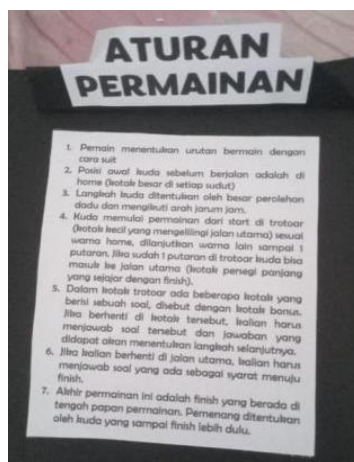 ATURAN
PERMAINAN
1. Pemain menentukan urutan bermain dengan
cara suit
2. Posisi awal kuda sebelum berjalan adalah di
home (kotak besar di setiap sudut)
3. Langkah kuda ditentukan oleh besar perolehan
dadu dan mengikuti arah jarum jam.
4. Kuda memulai permainan dari start di trotoar
(kotak kecil yang mengelilingi jalan utama) sesuai
warna home, dilanjutkan warna lain sampai 1
putaran. Jika sudah 1 putaran di trotoar kuda bisa
masuk ke jalan utama (kotak persegi panjang
yang sejajar dengan finish).
5. Dalam kotak trotoar ada beberapa kotak yang
berisi sebuah soal, disebut dengan kotak bonus.
Jika berhenti di kotak tersebut, kalian harus
menjawab soal tersebut dan jawaban yang
didapat akan menentukan langkah selanjutnya.
6. Jika kalian berhenti di jalan utama, kalian harus
menjawab soal yang ada sebagai syarat menuju
finish.
7. Akhir permainan ini adalah finish yang berada di
tengah papan permainan. Pemenang ditentukan
oleh kuda yang sampai finish lebih dulu.